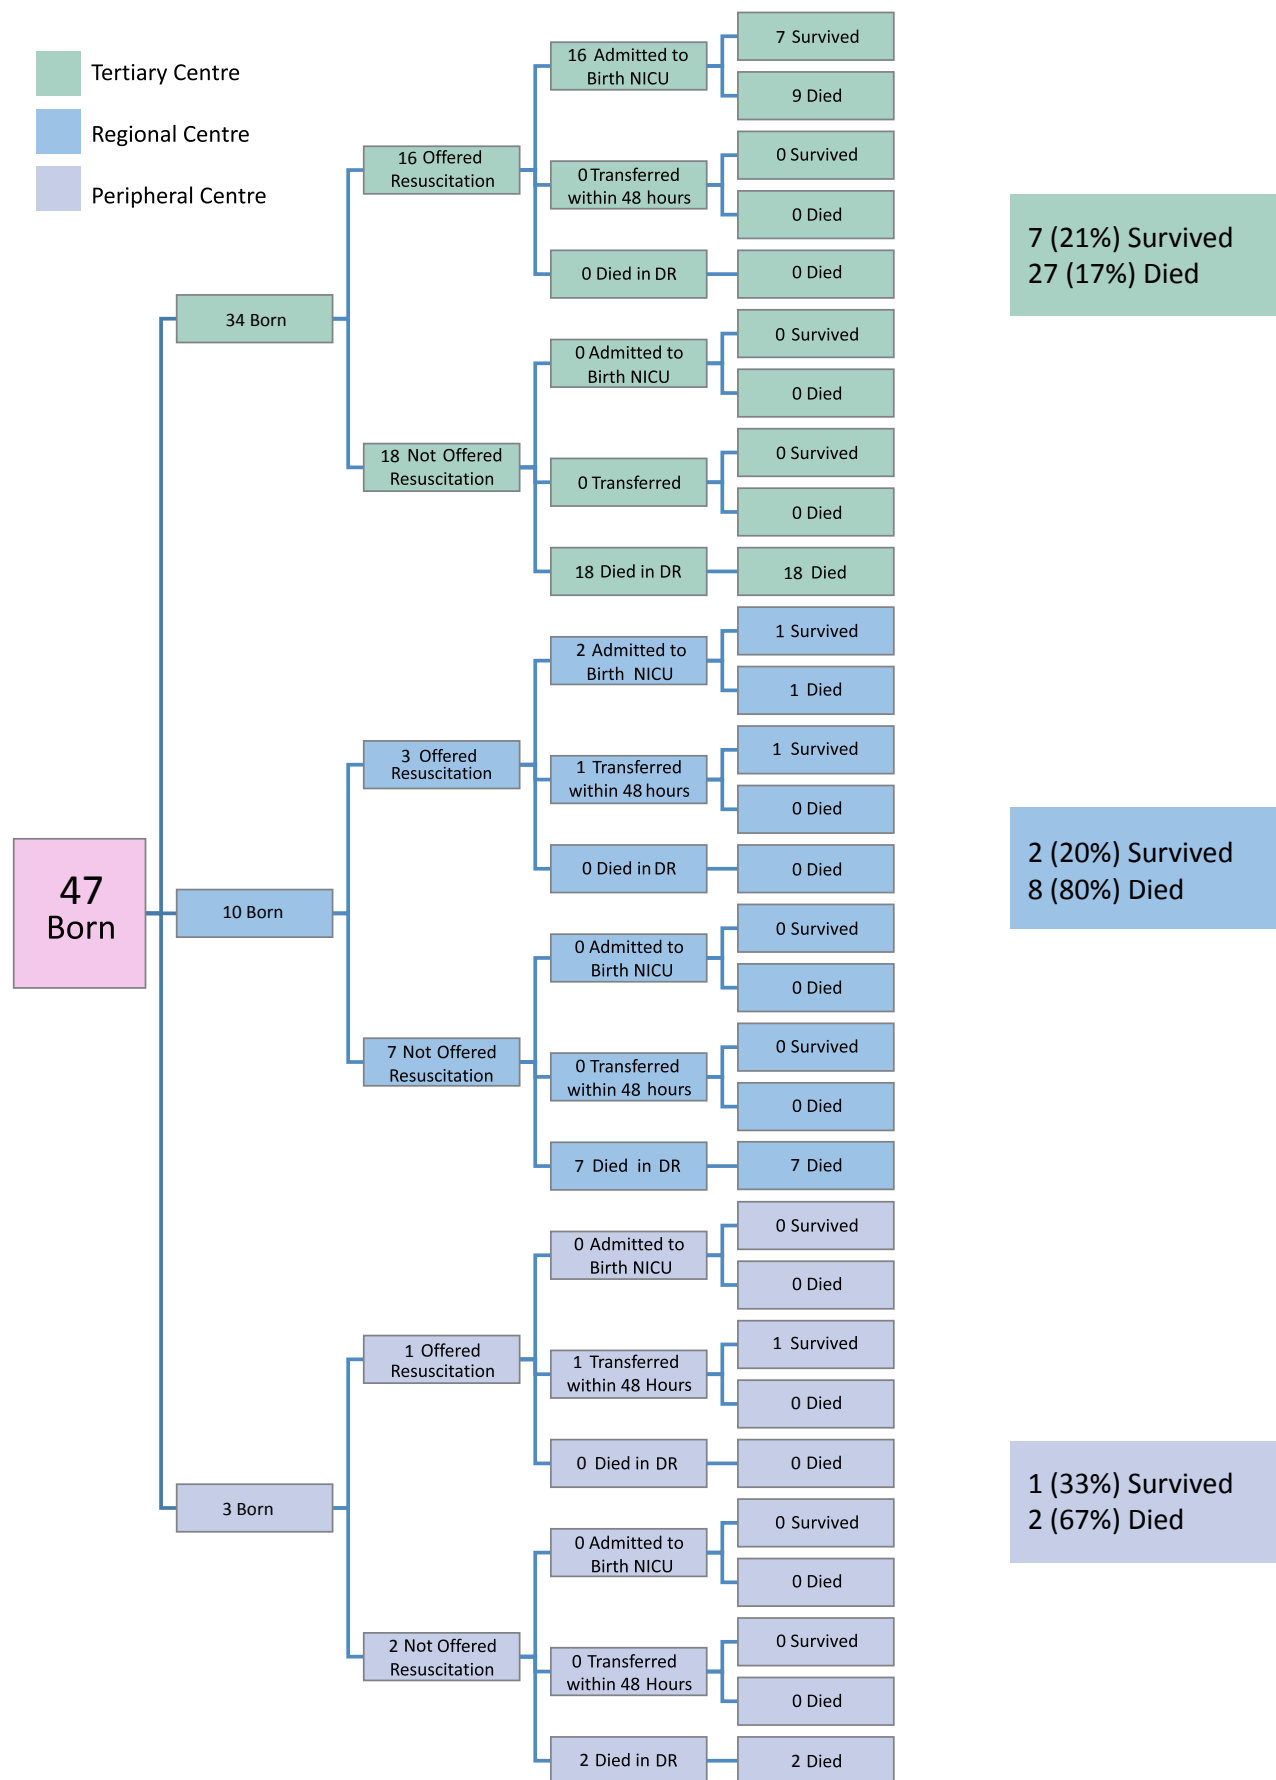 Tertiary Centre
Regional Centre
Peripheral Centre
47
Born
34 Born
16 Offered
Resuscitation
16 Admitted to
Birth NICU
7 Survived
9 Died
0 Transferred
within 48 hours
0 Survived
0 Died
0 Died in DR
0 Died
18 Not Offered
Resuscitation
0 Admitted to
Birth NICU
0 Survived
0 Died
0 Transferred
0 Survived
0 Died
18 Died in DR
18 Died
7 (21%) Survived
27 (17%) Died
10 Born
3 Offered
Resuscitation
2 Admitted to
Birth NICU
1 Survived
1 Died
1 Transferred
within 48 hours
1 Survived
0 Died
0 Died in DR
0 Died
7 Not Offered
Resuscitation
0 Admitted to
Birth NICU
0 Survived
0 Died
0 Transferred
within 48 hours
0 Survived
0 Died
7 Died in DR
7 Died
2 (20%) Survived
8 (80%) Died
3 Born
1 Offered
Resuscitation
0 Admitted to
Birth NICU
0 Survived
0 Died
1 Transferred
within 48 Hours
1 Survived
0 Died
0 Died in DR
0 Died
2 Not Offered
Resuscitation
0 Admitted to
Birth NICU
0 Survived
0 Died
0 Transferred
within 48 Hours
0 Survived
0 Died
2 Died in DR
2 Died
1 (33%) Survived
2 (67%) Died